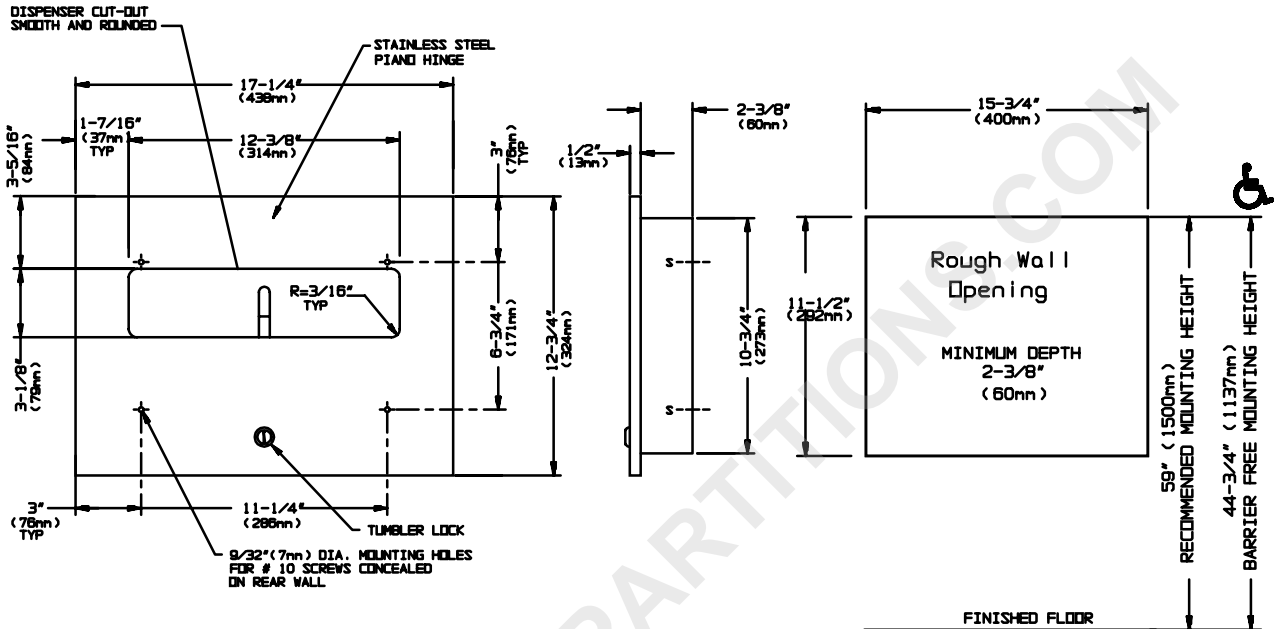 DISPENSER CUT-OUT
SMOOTH AND ROUNDED
STAINLESS STEEL
PIANO HINGE
17-1/4"
(438mm)
1-7/16"
(37mm)
TYP
12-3/8"
(314mm)
3-5/16"
(84mm)
3"
(76mm)
TYP
R=3/16"
TYP
3-1/8"
(79mm)
6-3/4"
(171mm)
12-3/4"
(324mm)
3"
(76mm)
TYP
11-1/4"
(286mm)
TUMBLER LOCK
9/32"(7mm) DIA. MOUNTING HOLES
FOR # 10 SCREWS CONCEALED
ON REAR WALL
2-3/8"
(60mm)
1/2"
(13mm)
S
S
10-3/4"
(273mm)
15-3/4"
(400mm)
11-1/2"
(292mm)
Rough Wall
Opening
MINIMUM DEPTH
2-3/8"
(60mm)
59" (1500mm)
RECOMMENDED MOUNTING HEIGHT
44-3/4" (1137mm)
BARRIER FREE MOUNTING HEIGHT
FINISHED FLOOR
PARTITIONS.COM